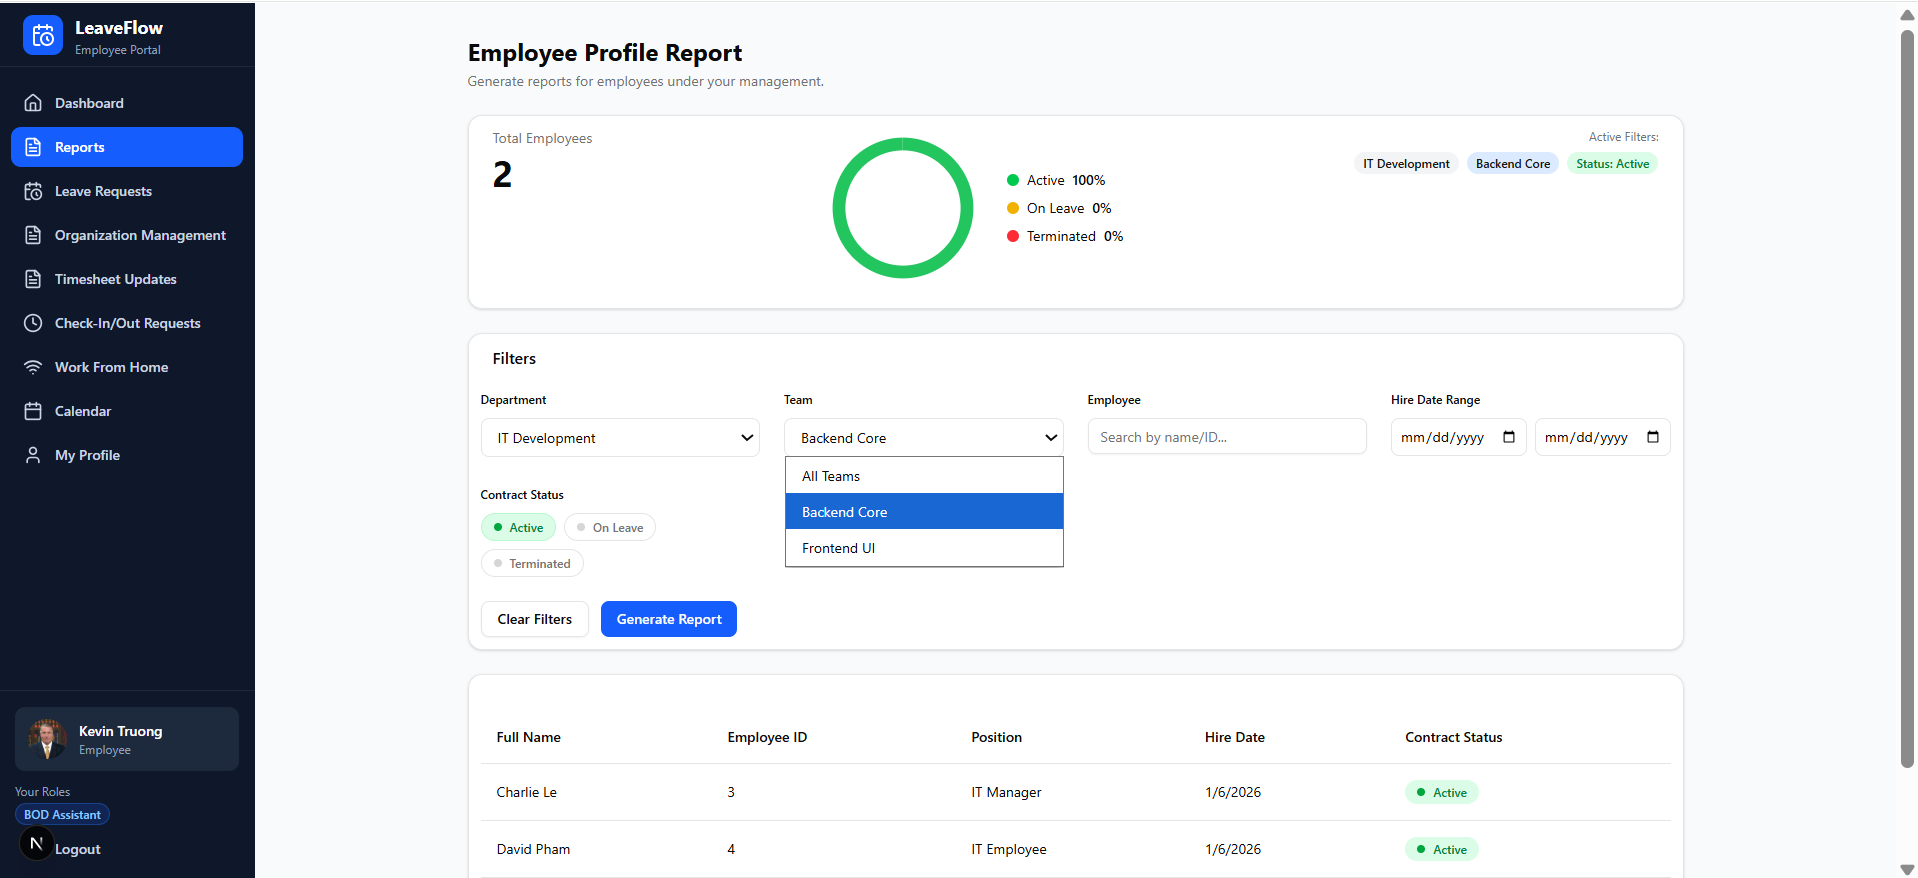 LeaveFlow
Employee Portal
Dashboard
Reports
Leave Requests
Organization Management
Timesheet Updates
Check-In/Out Requests
Work From Home
Calendar
My Profile
Kevin Truong
Employee
Your Roles
BOD Assistant
N
Logout
Employee Profile Report
Generate reports for employees under your management.
Total Employees
2
Active 100%
On Leave 0%
Terminated 0%
Active Filters:
IT Development Backend Core Status: Active
Filters
Department Team Employee Hire Date Range
IT Development Backend Core Search by name/ID... mm/dd/yyyy mm/dd/yyyy
All Teams
Backend Core
Frontend UI
Contract Status
Active On Leave
Terminated
Clear Filters Generate Report
Full Name Employee ID Position Hire Date Contract Status
Charlie Le 3 IT Manager 1/6/2026 Active
David Pham 4 IT Employee 1/6/2026 Active